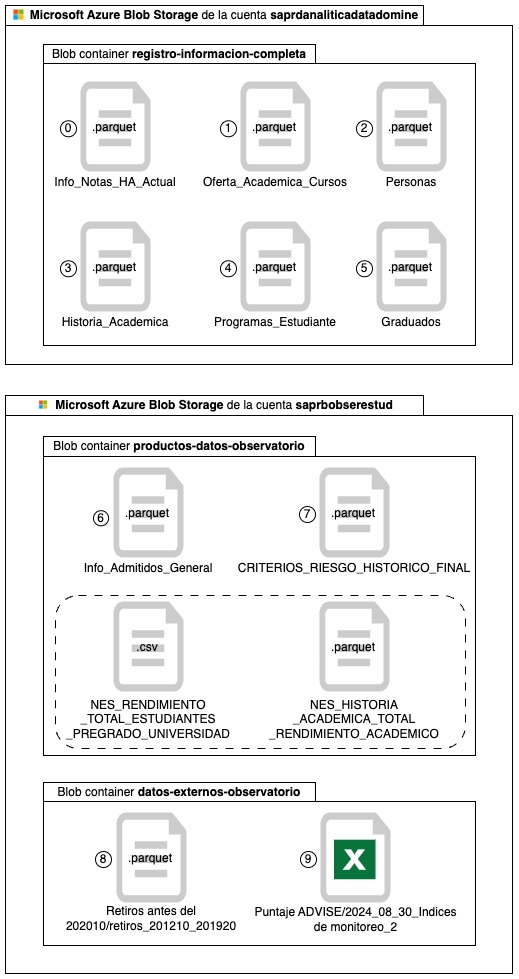 Microsoft Azure Blob Storage de la cuenta saprdanaliticadatadomine
Blob container registro-informacion-completa
0 .parquet
Info_Notas_HA_Actual
1 .parquet
Oferta_Academica_Cursos
2 .parquet
Personas
3 .parquet
Historia_Academica
4 .parquet
Programas_Estudiante
5 .parquet
Graduados
Microsoft Azure Blob Storage de la cuenta saprbobserestud
Blob container productos-datos-observatorio
6 .parquet
Info_Admitidos_General
7 .parquet
CRITERIOS_RIESGO_HISTORICO_FINAL
.csv
NES_RENDIMIENTO
_TOTAL_ESTUDIANTES
_PREGRADO_UNIVERSIDAD
.parquet
NES_HISTORIA
_ACADEMICA_TOTAL
_RENDIMIENTO_ACADEMICO
Blob container datos-externos-observatorio
8 .parquet
Retiros antes del
202010/retiros_201210_201920
9 X
Puntaje ADVISE/2024_08_30_Indices
de monitoreo_2